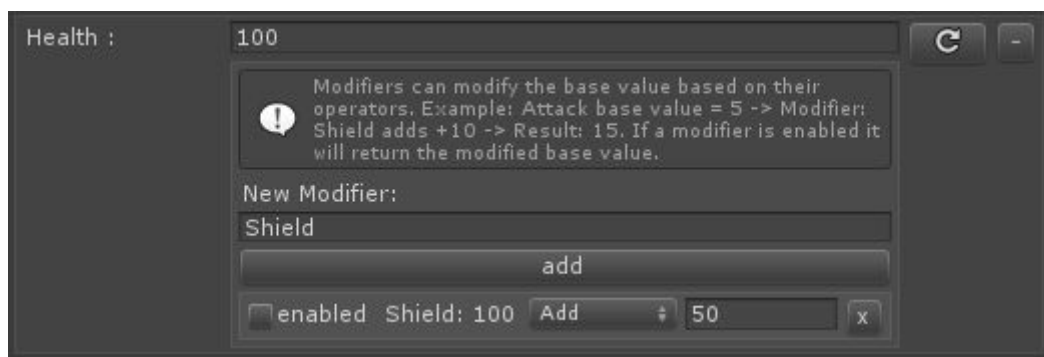 Health : 100 -
Modifiers can modify the base value based on their
operators. Example: Attack base value = 5 -> Modifier:
Shield adds +10 -> Result: 15. If a modifier is enabled it
will return the modified base value.
New Modifier:
Shield
add
enabled Shield: 100 Add 50 x